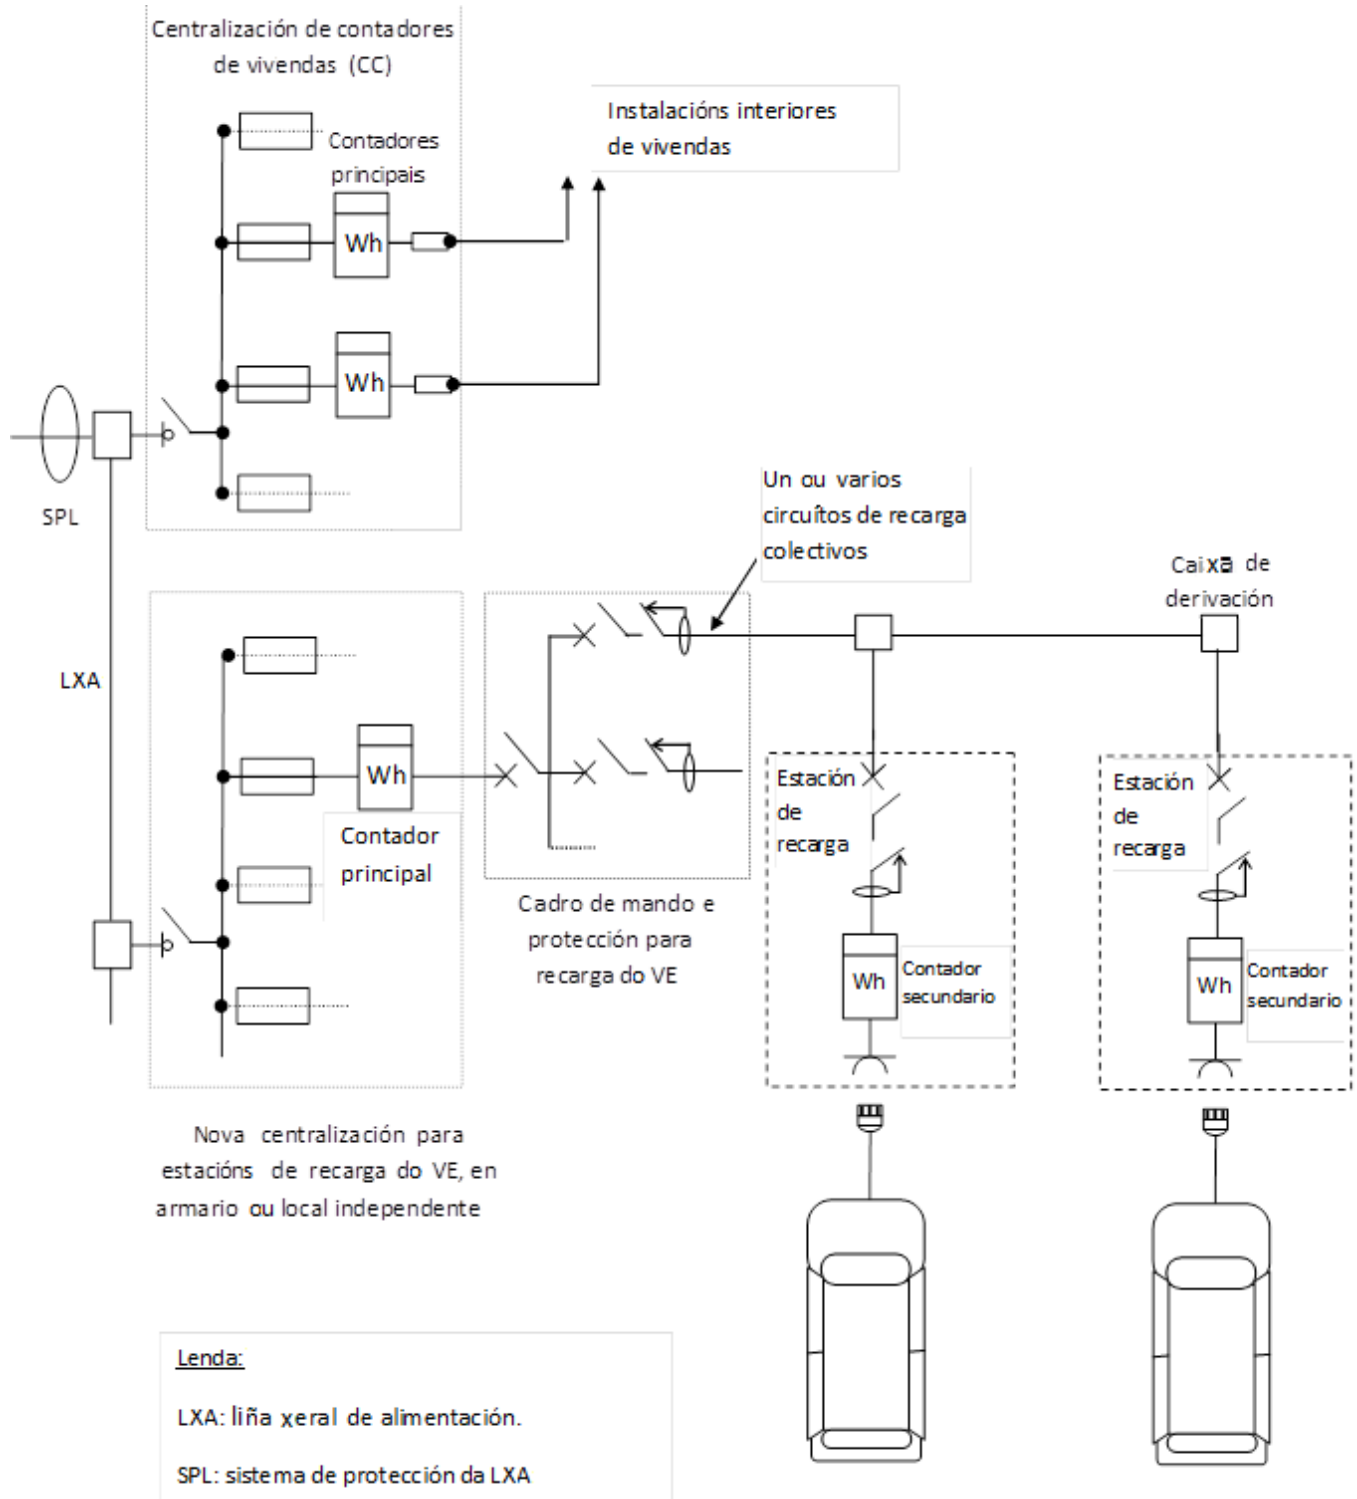 Centralización de contadores
de vivendas (CC)
Instalacións interiores
de vivendas
Contadores
principais
Wh
Wh
SPL
Un ou varios
circuítos de recarga
colectivos
Caixa de
derivación
LXA
Wh
Contador
principal
Cadro de mando e
protección para
recarga do VE
Estación
de
recarga
Wh
Contador
secundario
Estación
de
recarga
Wh
Contador
secundario
Nova centralización para
estacións de recarga do VE, en
armario ou local independente
Lenda:
LXA: liña xeral de alimentación.
SPL: sistema de protección da LXA